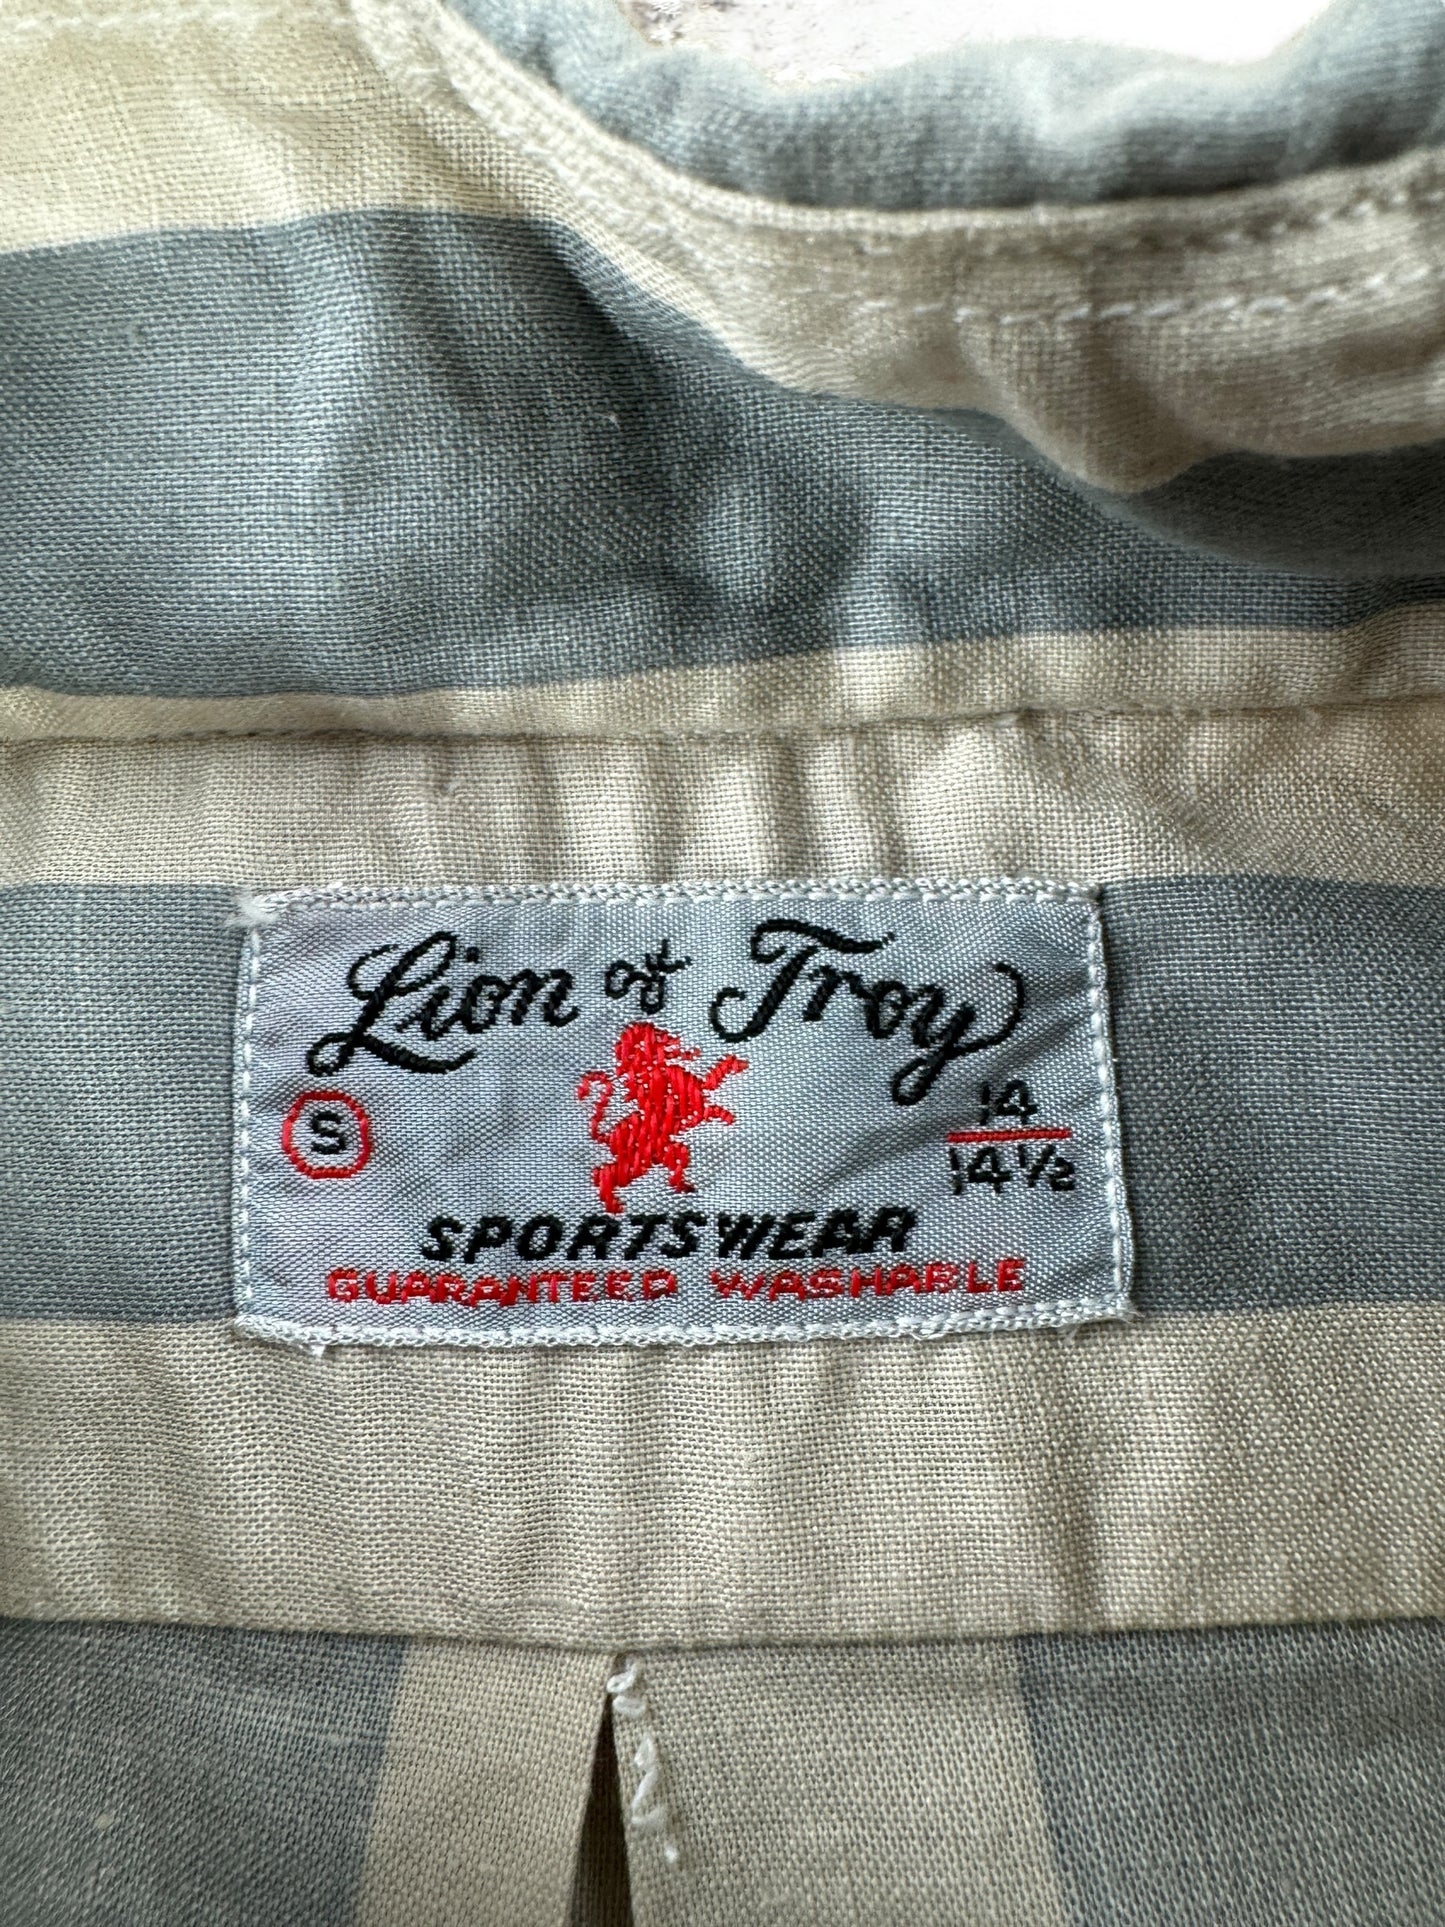 Lion of Troy
S
14
14½
SPORTSWEAR
GUARANTEED WASHABLE